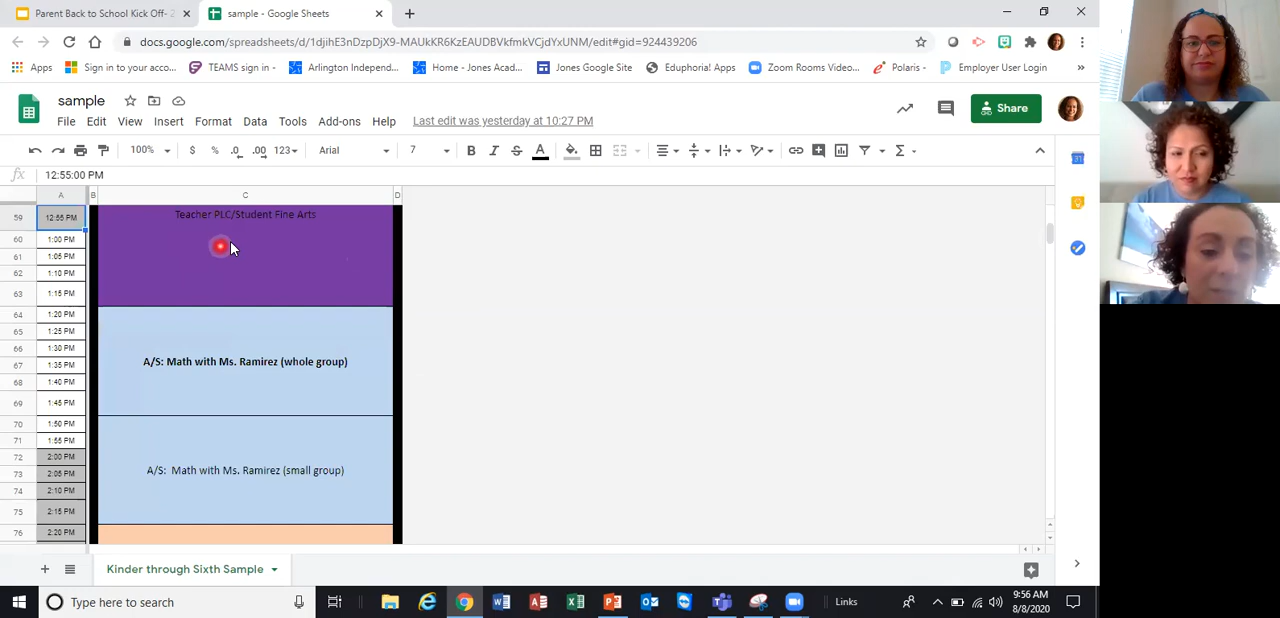 Parent Back to School Kick Off- 2
sample - Google Sheets
docs.google.com/spreadsheets/d/
edit#gid=924439206
Apps
Sign in to your acco...
TEAMS sign in
Arlington Independ...
Home - Jones
Jones Google Site
Sophorial Apps
Zoom Rooms Video...
Polaris -
Employer User Login
»
sample
Share
File Edit View Insert Format Data Tools Add-ons Help Last edit was yesterday at 10:27 PM
100% $ % .0 .00 123 Arial 7 B I S A
fx 12:55:00 PM
A B C D
59 12:55 PM Teacher PLC/Student Fine Arts
60 1:00 PM
61 1:05 PM
62 1:10 PM
63 1:15 PM
64 1:20 PM
65 1:25 PM
66 1:30 PM
67 1:35 PM A/S: Math with Ms. Ramirez (whole group)
68 1:40 PM
69 1:45 PM
70 1:50 PM
71 1:55 PM
72 2:00 PM
73 2:05 PM A/S: Math with Ms. Ramirez (small group)
74 2:10 PM
75 2:15 PM
76 2:20 PM
Kinder through Sixth Sample
Type here to search
Links
9:56 AM
8/8/2020